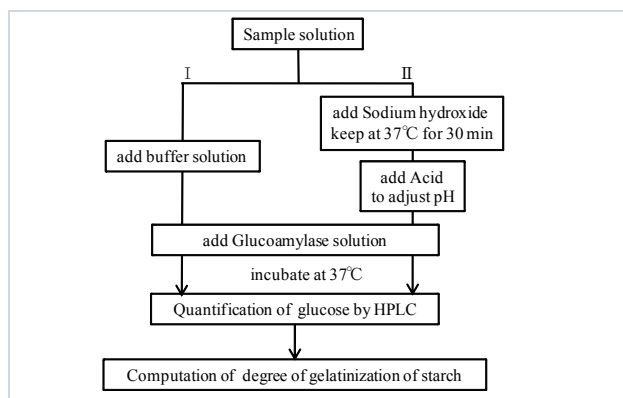 Sample solution
I
II
add Sodium hydroxide
keep at 37℃ for 30 min
add buffer solution
add Acid
to adjust pH
add Glucoamylase solution
incubate at 37℃
Quantification of glucose by HPLC
Computation of degree of gelatinization of starch